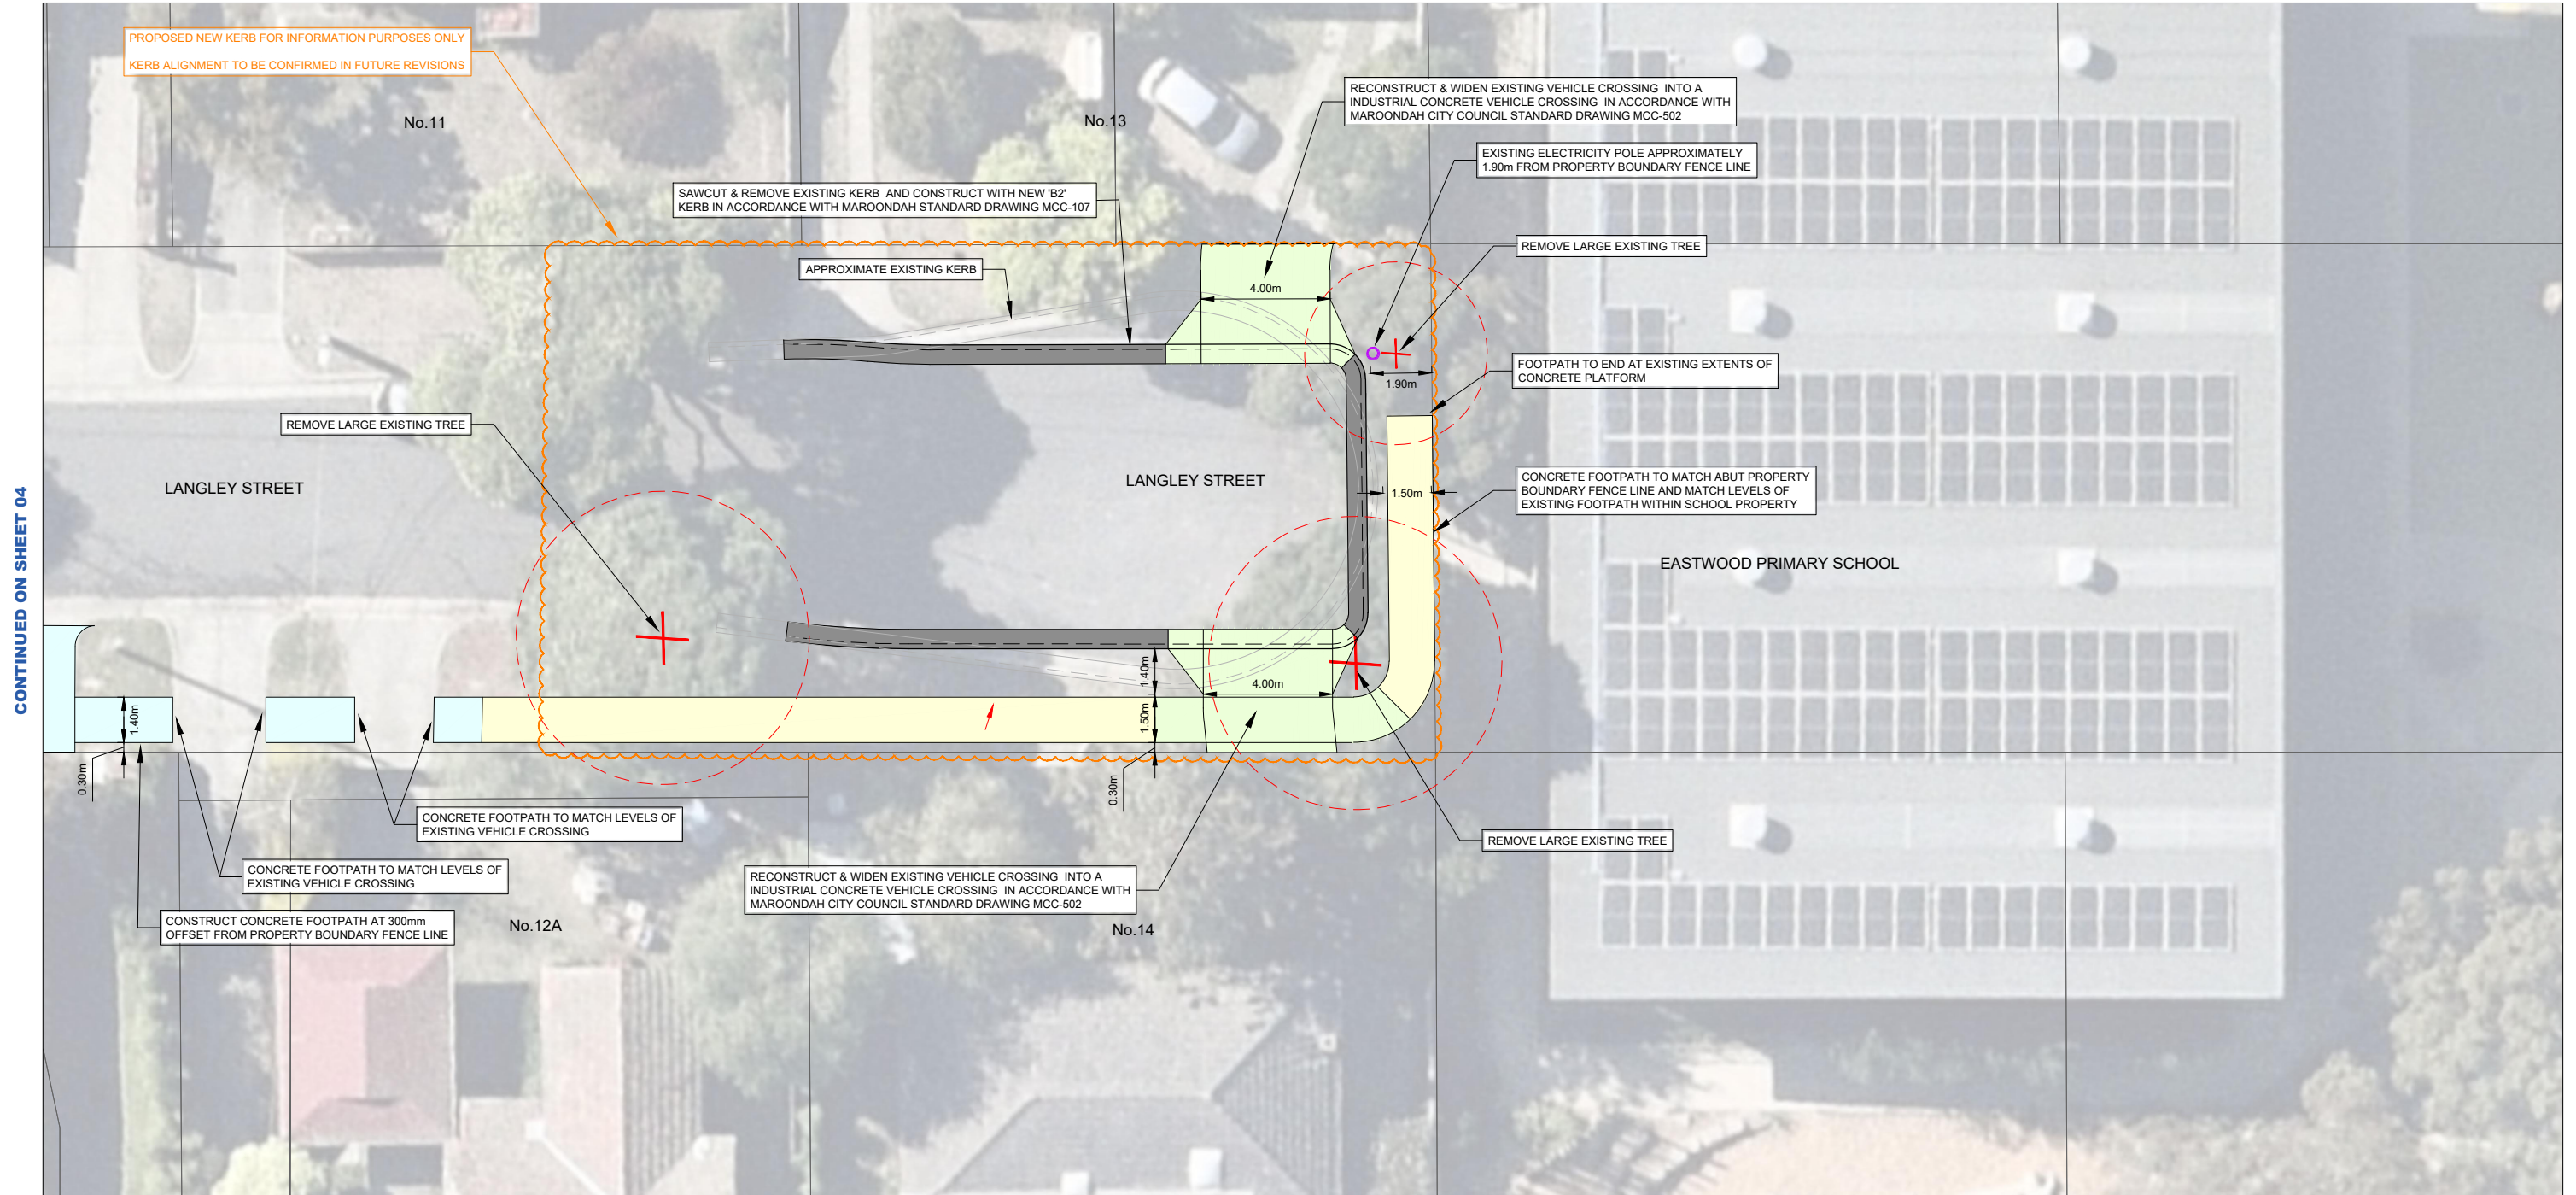 PROPOSED NEW KERB FOR INFORMATION PURPOSES ONLY
KERB ALIGNMENT TO BE CONFIRMED IN FUTURE REVISIONS
No.11
No.13
RECONSTRUCT & WIDEN EXISTING VEHICLE CROSSING INTO A
INDUSTRIAL CONCRETE VEHICLE CROSSING IN ACCORDANCE WITH
MAROONDAH CITY COUNCIL STANDARD DRAWING MCC-502
EXISTING ELECTRICITY POLE APPROXIMATELY
1.90m FROM PROPERTY BOUNDARY FENCE LINE
SAWCUT & REMOVE EXISTING KERB AND CONSTRUCT WITH NEW 'B2'
KERB IN ACCORDANCE WITH MAROONDAH STANDARD DRAWING MCC-107
REMOVE LARGE EXISTING TREE
APPROXIMATE EXISTING KERB
4.00m
FOOTPATH TO END AT EXISTING EXTENTS OF
CONCRETE PLATFORM
1.90m
REMOVE LARGE EXISTING TREE
LANGLEY STREET
LANGLEY STREET
1.50m
CONCRETE FOOTPATH TO MATCH ABUT PROPERTY
BOUNDARY FENCE LINE AND MATCH LEVELS OF
EXISTING FOOTPATH WITHIN SCHOOL PROPERTY
CONTINUED ON SHEET 04
EASTWOOD PRIMARY SCHOOL
1.40m
4.00m
1.40m
1.50m
0.30m
0.30m
CONCRETE FOOTPATH TO MATCH LEVELS OF
EXISTING VEHICLE CROSSING
REMOVE LARGE EXISTING TREE
CONCRETE FOOTPATH TO MATCH LEVELS OF
EXISTING VEHICLE CROSSING
RECONSTRUCT & WIDEN EXISTING VEHICLE CROSSING INTO A
INDUSTRIAL CONCRETE VEHICLE CROSSING IN ACCORDANCE WITH
MAROONDAH CITY COUNCIL STANDARD DRAWING MCC-502
CONSTRUCT CONCRETE FOOTPATH AT 300mm
OFFSET FROM PROPERTY BOUNDARY FENCE LINE
No.12A
No.14